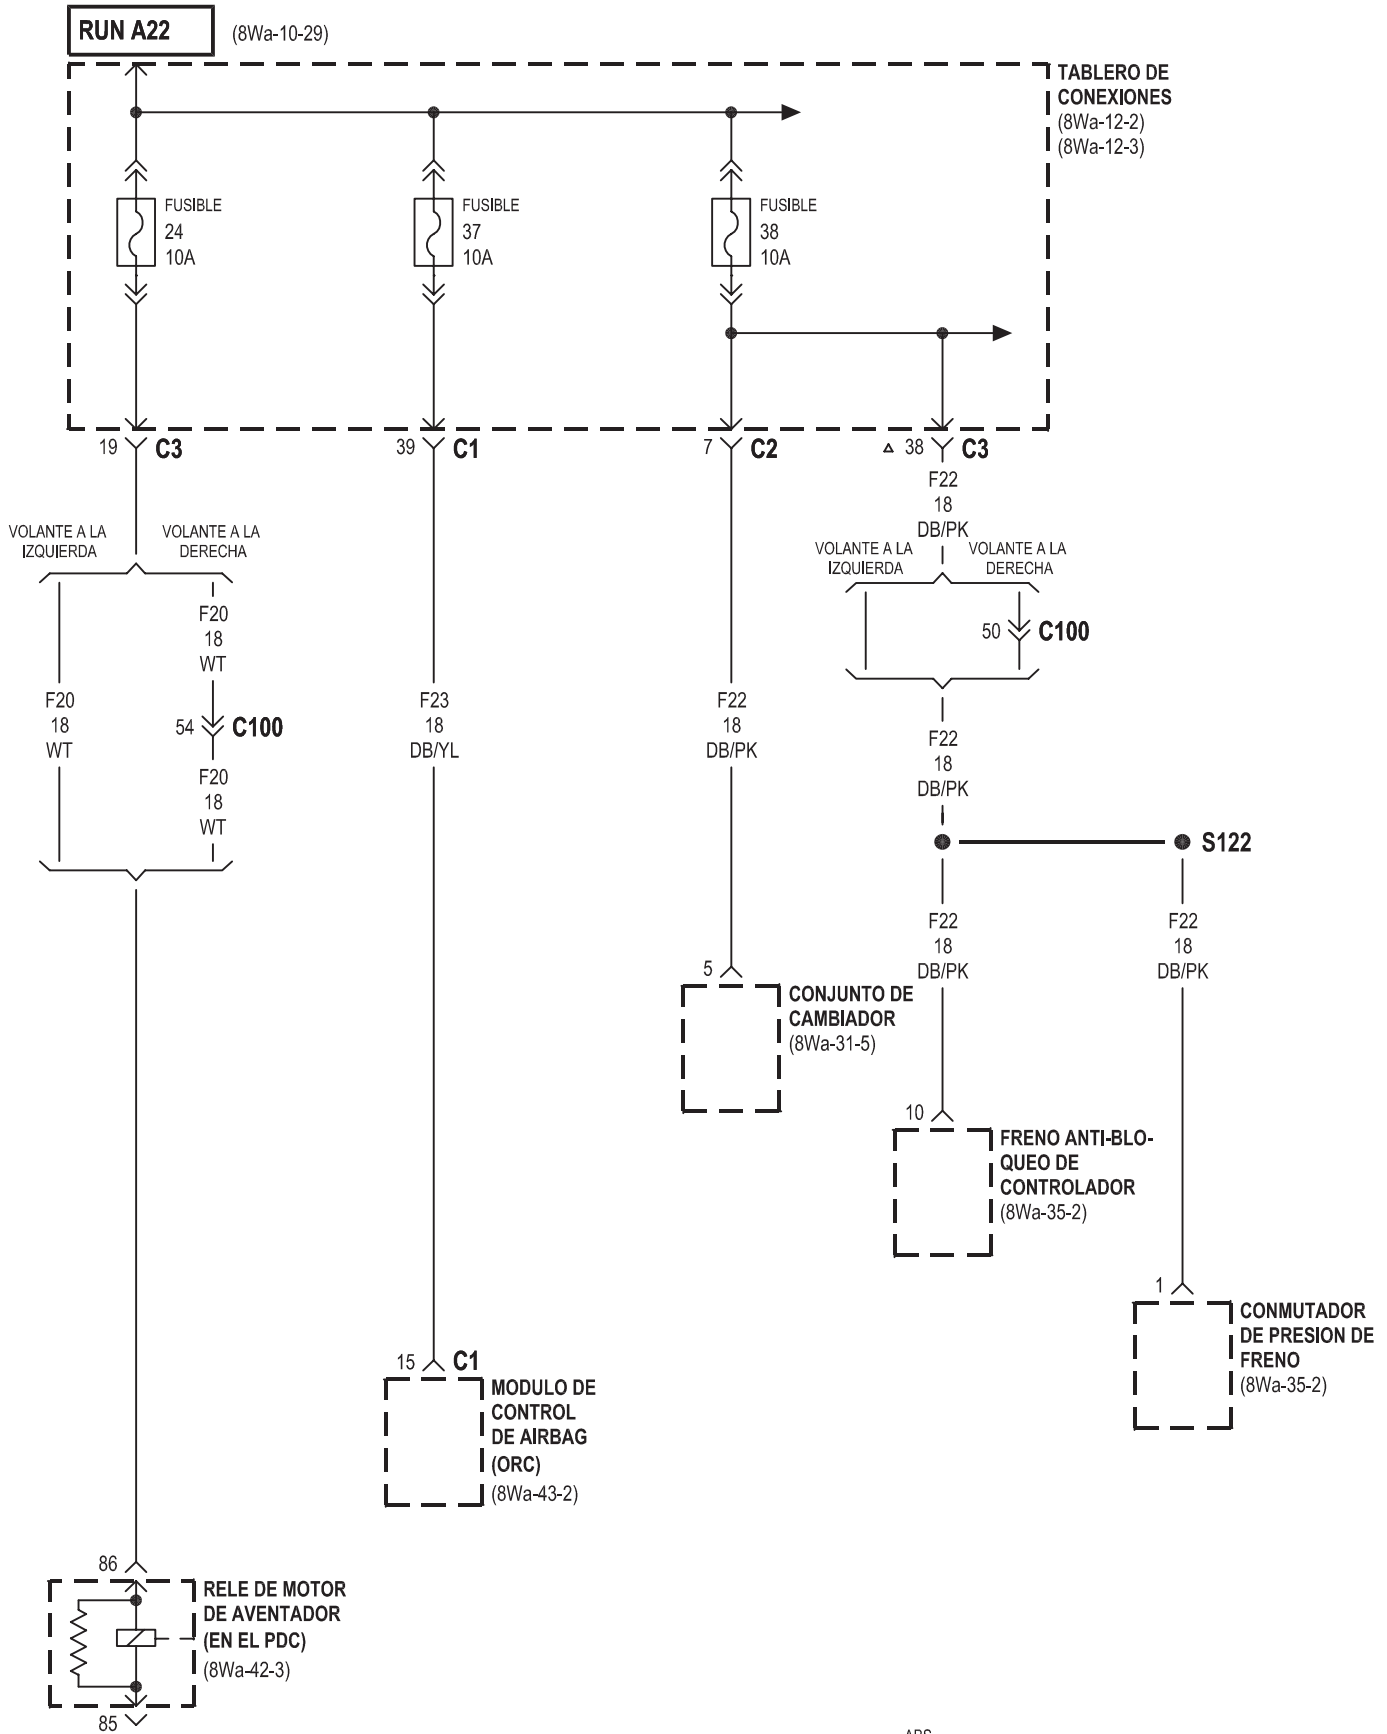 RUN A22
(8Wa-10-29)
TABLERO DE
CONEXIONES
(8Wa-12-2)
(8Wa-12-3)
FUSIBLE
24
10A
FUSIBLE
37
10A
FUSIBLE
38
10A
19 C3
39 C1
7 C2
38 C3
F22
18
DB/PK
VOLANTE A LA
IZQUIERDA
VOLANTE A LA
DERECHA
VOLANTE A LA
IZQUIERDA
VOLANTE A LA
DERECHA
F20
18
WT
50 C100
F20
18
WT
54 C100
F20
18
WT
F23
18
DB/YL
F22
18
DB/PK
F22
18
DB/PK
S122
F22
18
DB/PK
F22
18
DB/PK
5
CONJUNTO DE
CAMBIADOR
(8Wa-31-5)
10
FRENO ANTI-BLO-
QUEO DE
CONTROLADOR
(8Wa-35-2)
1
CONMUTADOR
DE PRESION DE
FRENO
(8Wa-35-2)
15 C1
MODULO DE
CONTROL
DE AIRBAG
(ORC)
(8Wa-43-2)
86
RELE DE MOTOR
DE AVENTADOR
(EN EL PDC)
(8Wa-42-3)
85